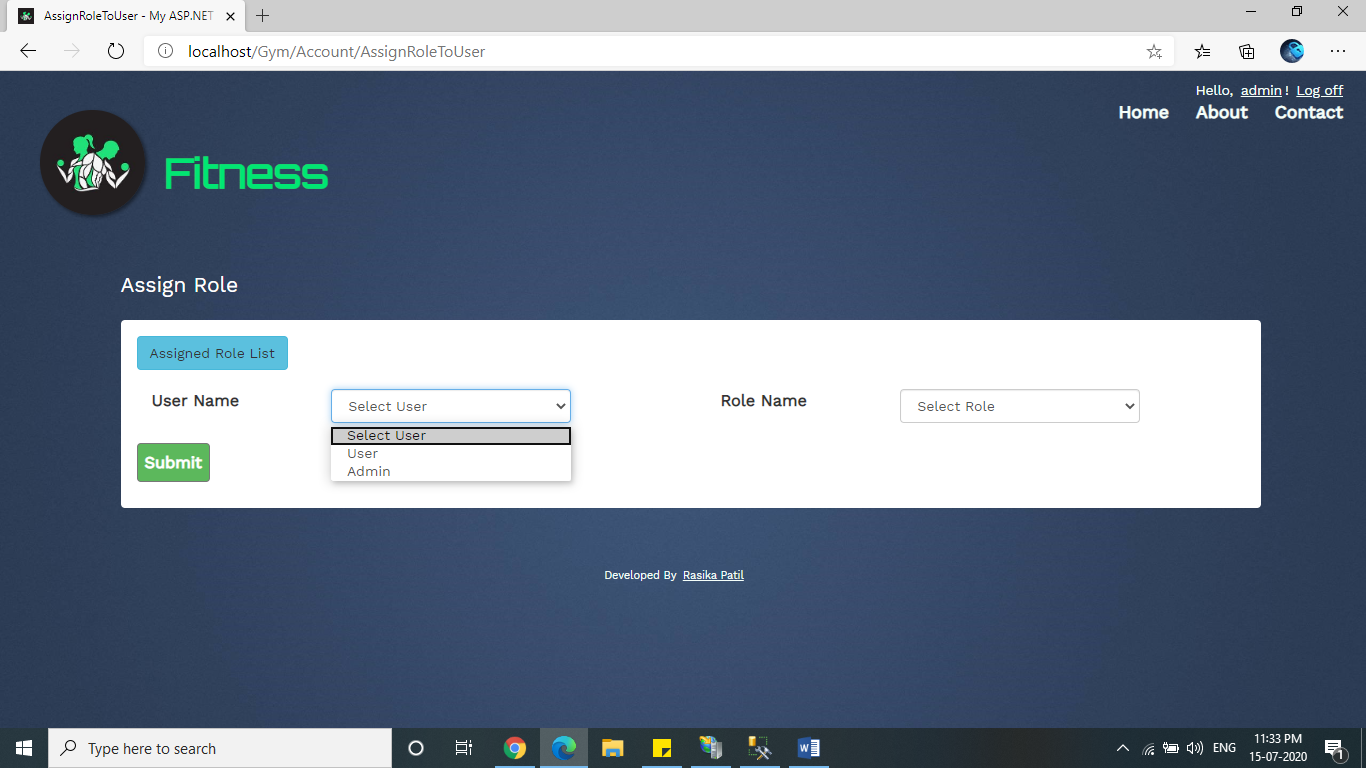 AssignRoleToUser - My ASP.NET
localhost/Gym/Account/AssignRoleToUser
Hello, admin ! Log off
Home About Contact
Fitness
Assign Role
Assigned Role List
User Name Select User Role Name Select Role
Select User
User
Admin
Submit
Developed By Rasika Patil
Type here to search
ENG
11:33 PM
15-07-2020
1